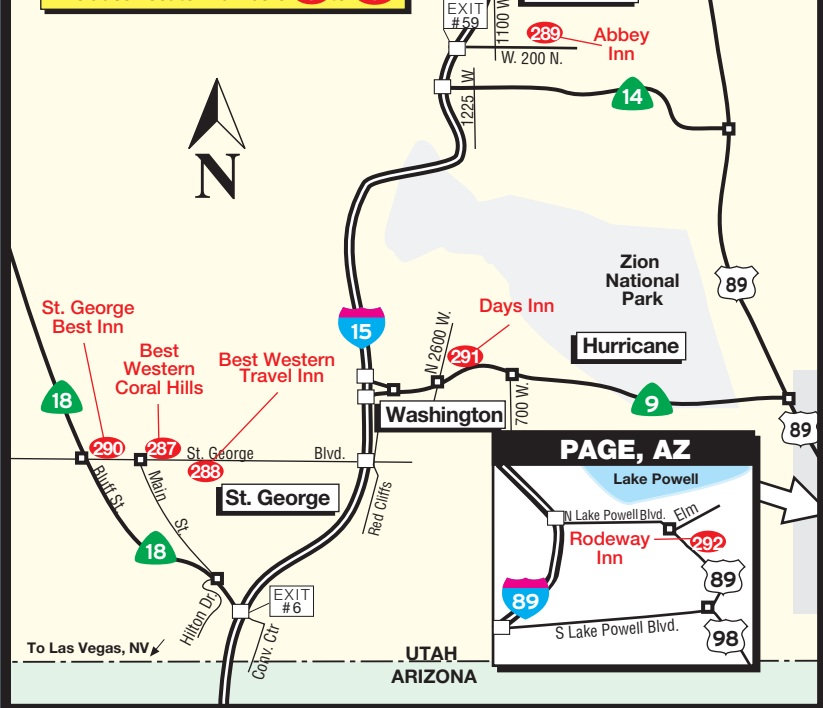 EXIT
#59
1100 W.
289
Abbey
Inn
W. 200 N.
1225 W.
14
N
Zion
National
Park
89
St. George
Best Inn
Days Inn
15
N 2600 W.
291
Hurricane
Best
Western
Coral Hills
Best Western
Travel Inn
18
9
700 W.
Washington
89
290
287
St. George Blvd.
288
St. George
Bluff St.
Main St.
Red Cliffs
18
Hilton Dr.
EXIT
#6
Conv. Ctr
To Las Vegas, NV
UTAH
ARIZONA
PAGE, AZ
Lake Powell
N Lake Powell Blvd.
Elm
Rodeway
Inn
292
89
89
S Lake Powell Blvd.
98